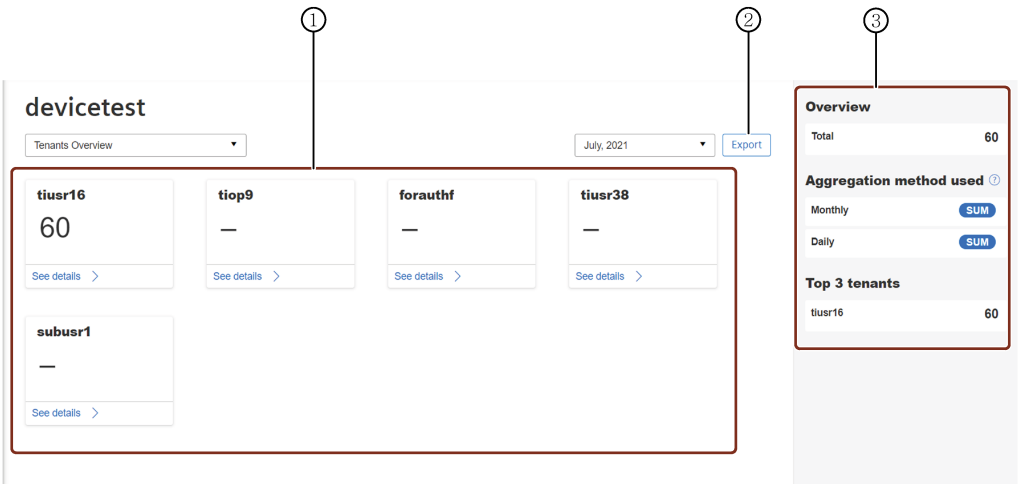 1 2 3
devicetest
Tenants Overview
July, 2021
Export
tiusr16
60
See details
tiop9
–
See details
forauthf
–
See details
tiusr38
–
See details
subusr1
–
See details
Overview
Total 60
Aggregation method used ?
Monthly SUM
Daily SUM
Top 3 tenants
tiusr16 60